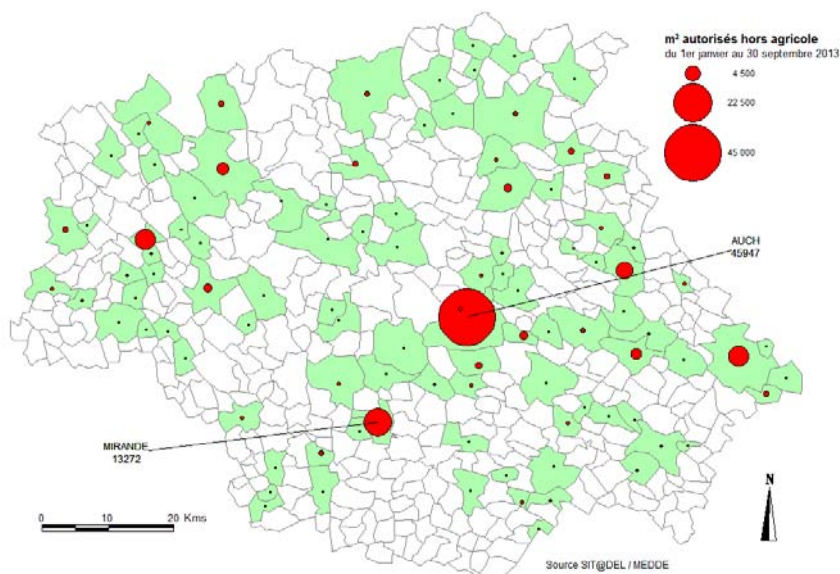 m² autorisés hors agricole
du 1er janvier au 30 septembre 2013
4 500
22 500
45 000
AUCH
45947
MIRANDE
13272
N
0 10 20 Kms
Source SIT@DEL / MEDDE